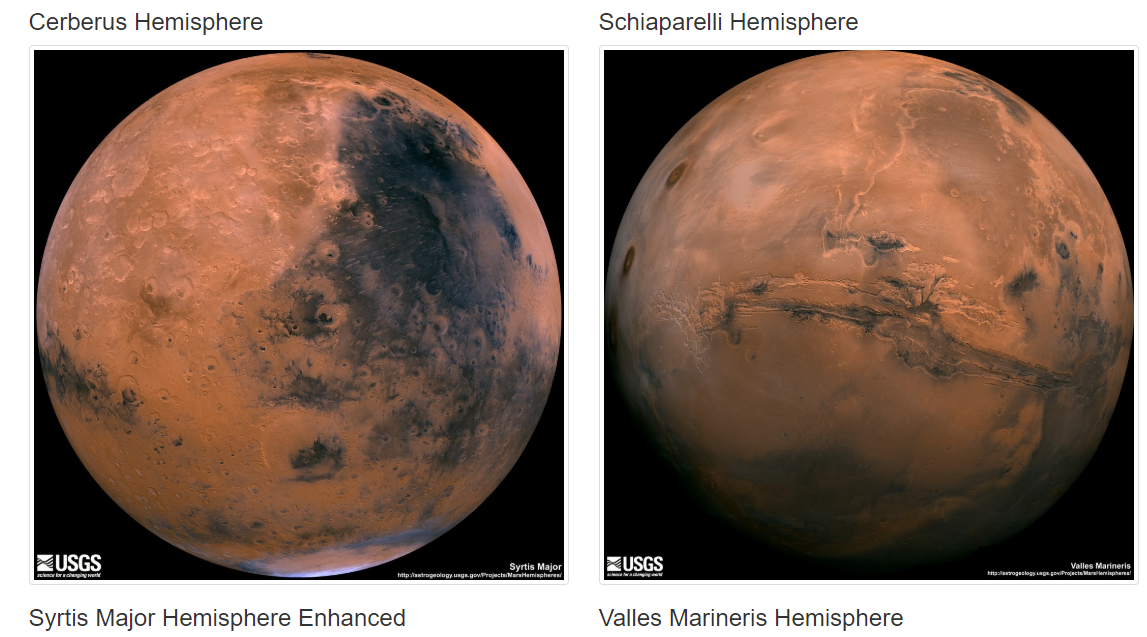 Cerberus Hemisphere
Schiaparelli Hemisphere
USGS
science for a changing world
Syrtis Major
http://astrogeology.usgs.gov/Projects/MarsHemispheres/
USGS
science for a changing world
Valles Marineris
http://astrogeology.usgs.gov/Projects/MarsHemispheres/
Syrtis Major Hemisphere Enhanced
Valles Marineris Hemisphere